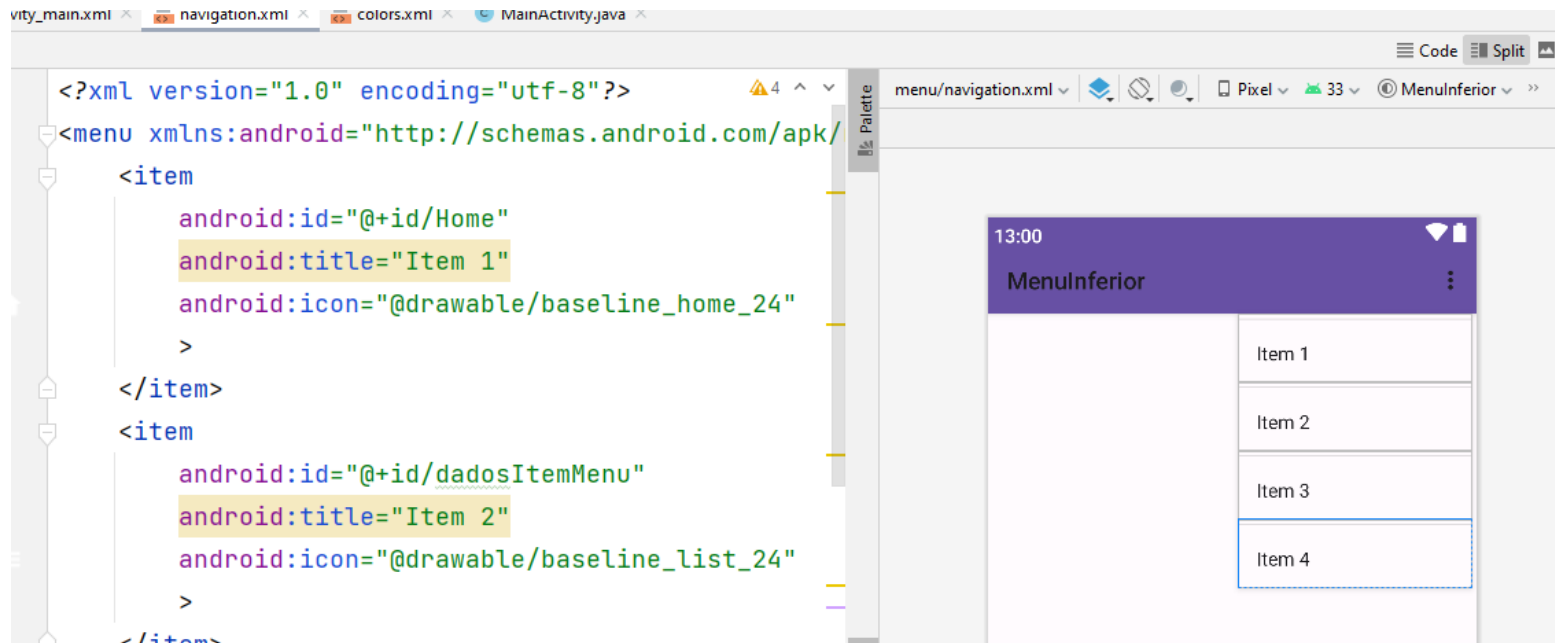 vity_main.xml navigation.xml colors.xml MainActivity.java
Code Split
<?xml version="1.0" encoding="utf-8"?>
4
<menu xmlns:android="http://schemas.android.com/apk/
<item
android:id="@+id/Home"
android:title="Item 1"
android:icon="@drawable/baseline_home_24"
>
</item>
<item
android:id="@+id/dadosItemMenu"
android:title="Item 2"
android:icon="@drawable/baseline_list_24"
>
</item>
Palette
menu/navigation.xml Pixel 33 MenuInferior
13:00
MenuInferior
Item 1
Item 2
Item 3
Item 4